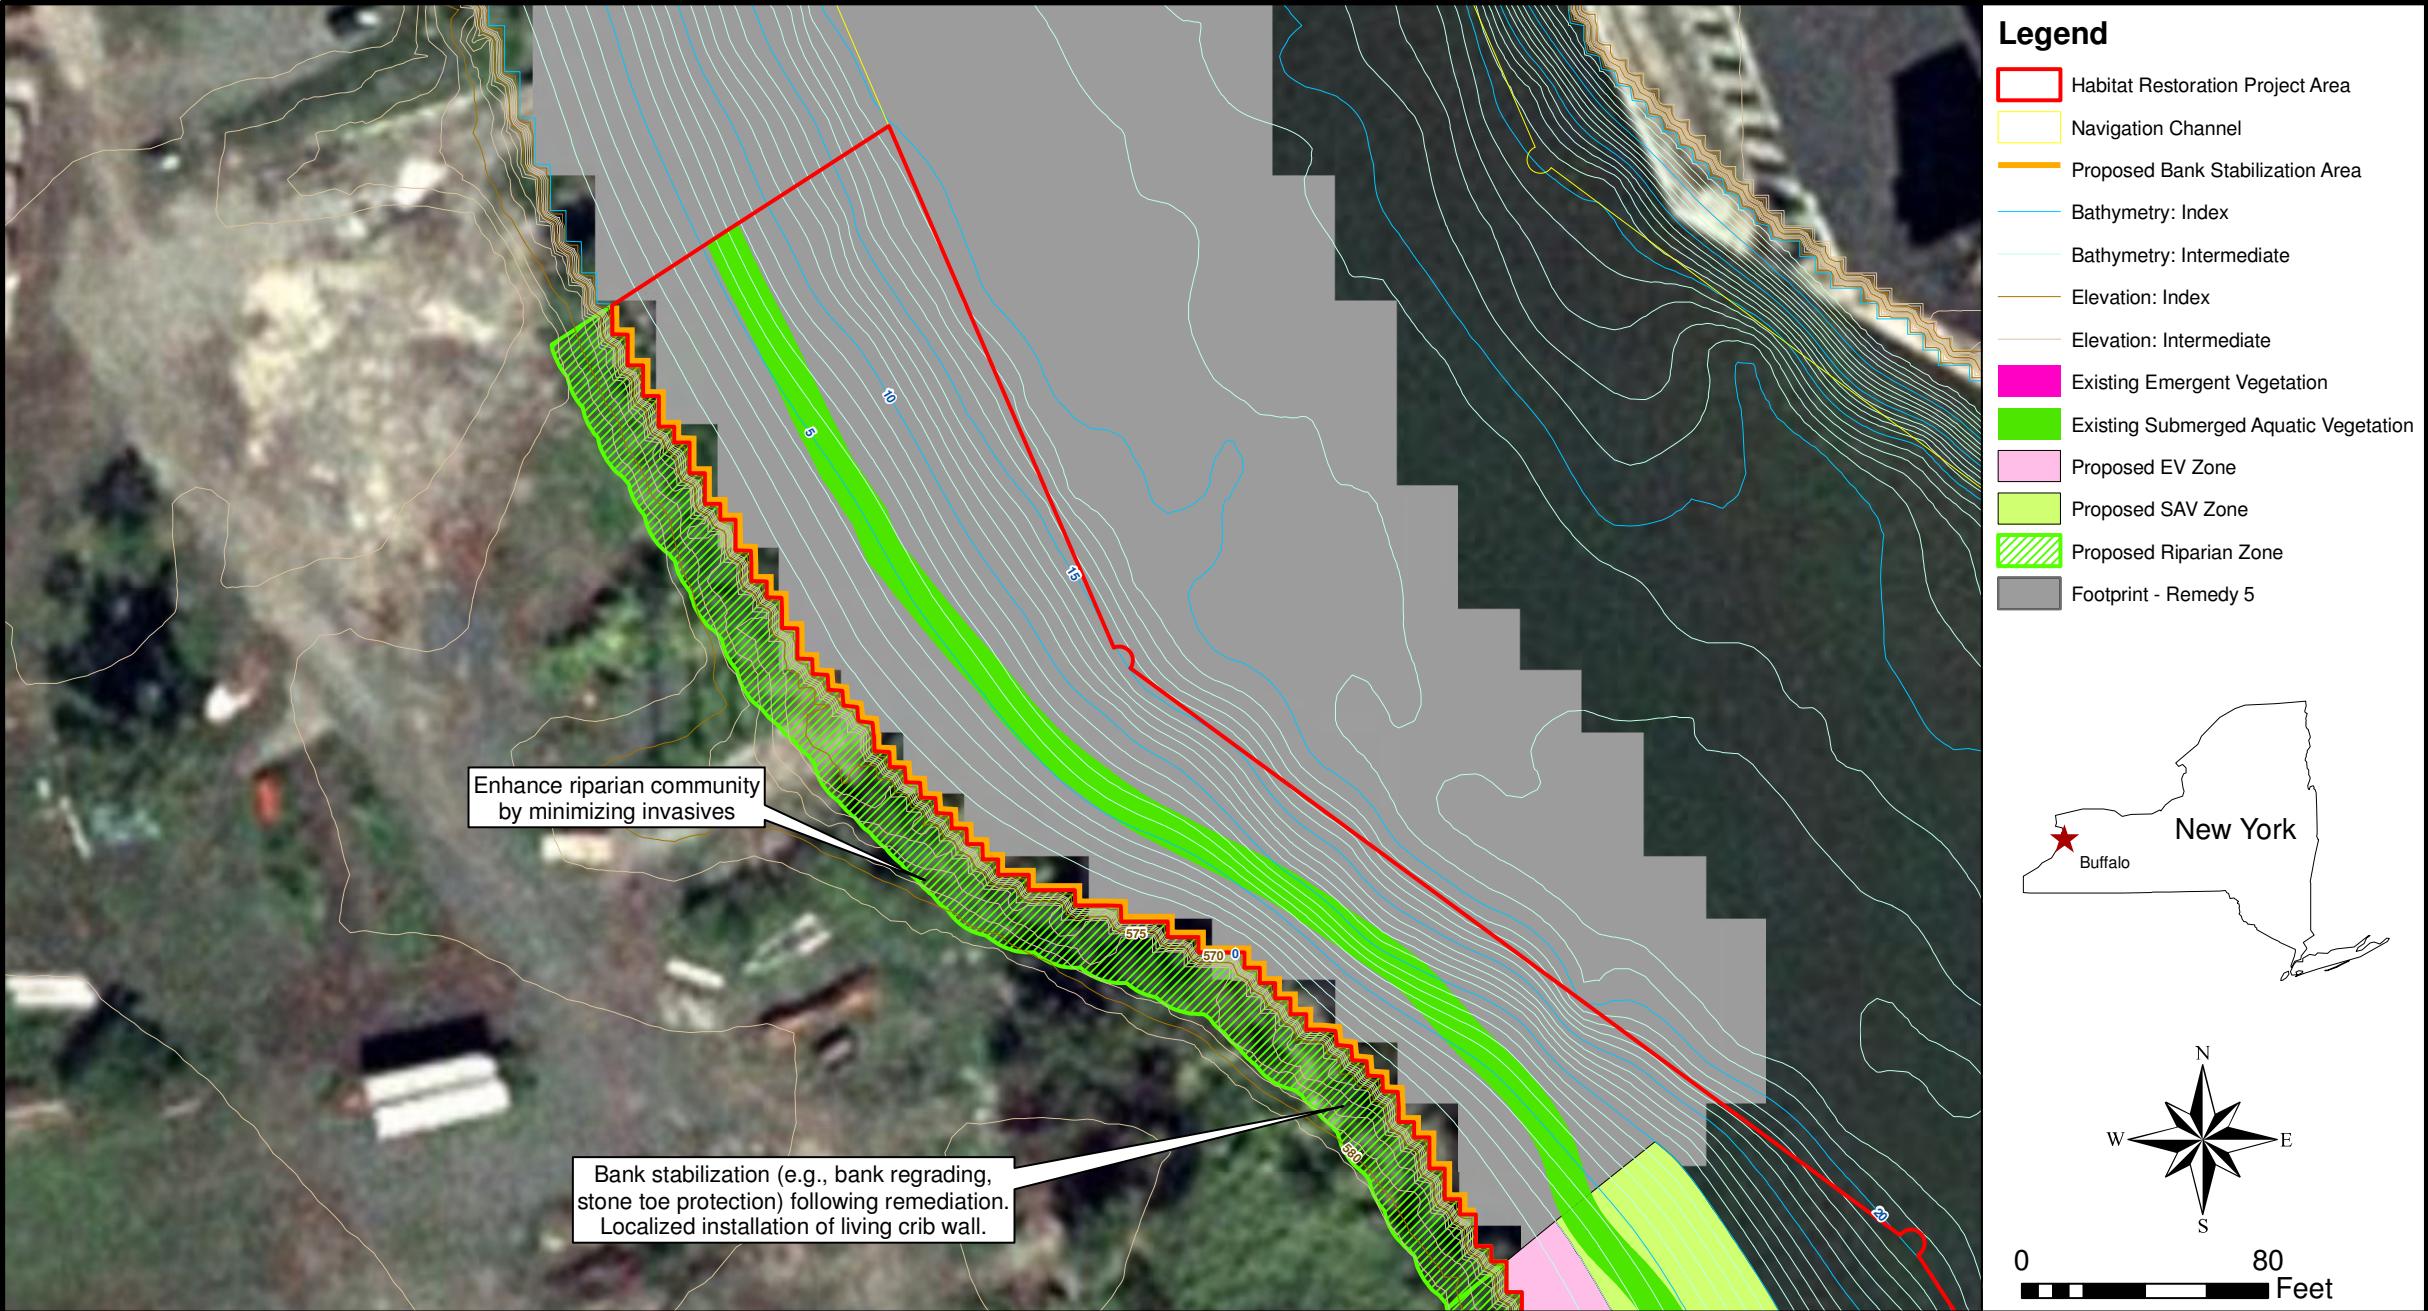 Legend
Habitat Restoration Project Area
Navigation Channel
Proposed Bank Stabilization Area
Bathymetry: Index
Bathymetry: Intermediate
Elevation: Index
Elevation: Intermediate
Existing Emergent Vegetation
Existing Submerged Aquatic Vegetation
Proposed EV Zone
Proposed SAV Zone
Proposed Riparian Zone
Footprint - Remedy 5
10
5
15
Enhance riparian community
by minimizing invasives
575
570
0
580
20
Bank stabilization (e.g., bank regrading,
stone toe protection) following remediation.
Localized installation of living crib wall.
New York
Buffalo
N
W
E
S
0
80
Feet